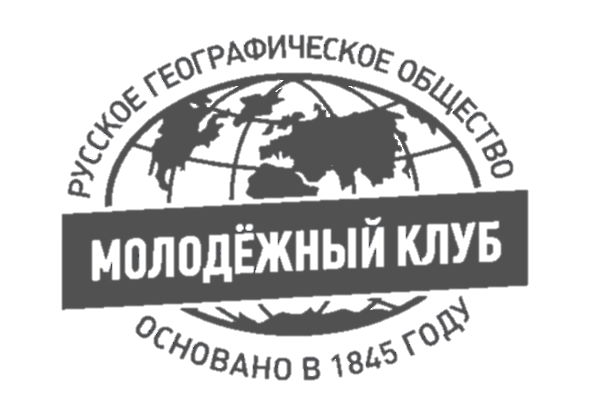 РУССКОЕ ГЕОГРАФИЧЕСКОЕ ОБЩЕСТВО
МОЛОДЁЖНЫЙ КЛУБ
ОСНОВАНО В 1845 ГОДУ